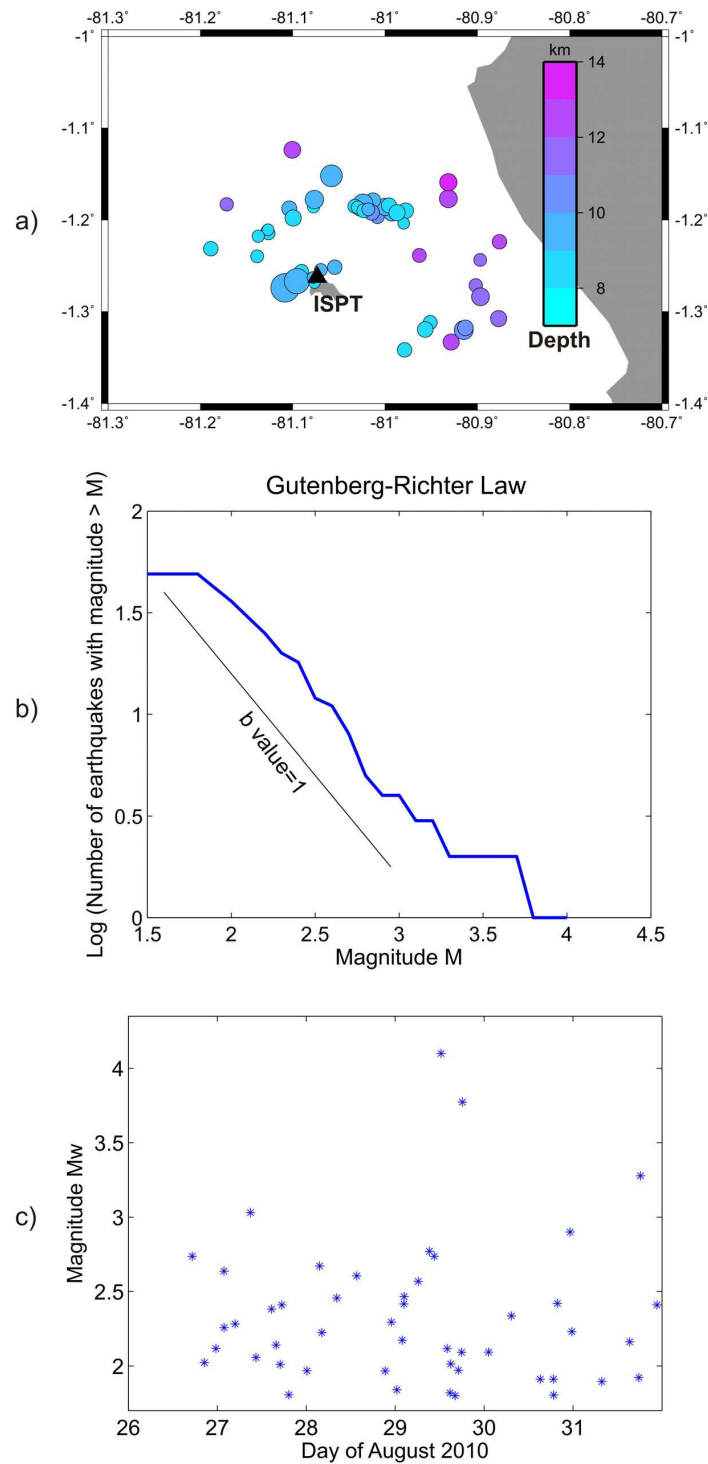 -81.3˚ -81.2˚ -81.1˚ -81˚ -80.9˚ -80.8˚ -80.7˚
-1˚ -1˚
km
14
-1.1˚ -1.1˚
12
a)
-1.2˚ -1.2˚
10
ISPT
8
-1.3˚ -1.3˚
Depth
-1.4˚ -1.4˚
-81.3˚ -81.2˚ -81.1˚ -81˚ -80.9˚ -80.8˚ -80.7˚
Gutenberg-Richter Law
b)
Log (Number of earthquakes with magnitude > M)
2
1.5
1
0.5
0
b value=1
1.5 2 2.5 3 3.5 4 4.5
Magnitude M
c)
Magnitude Mw
4
3.5
3
2.5
2
26 27 28 29 30 31
Day of August 2010